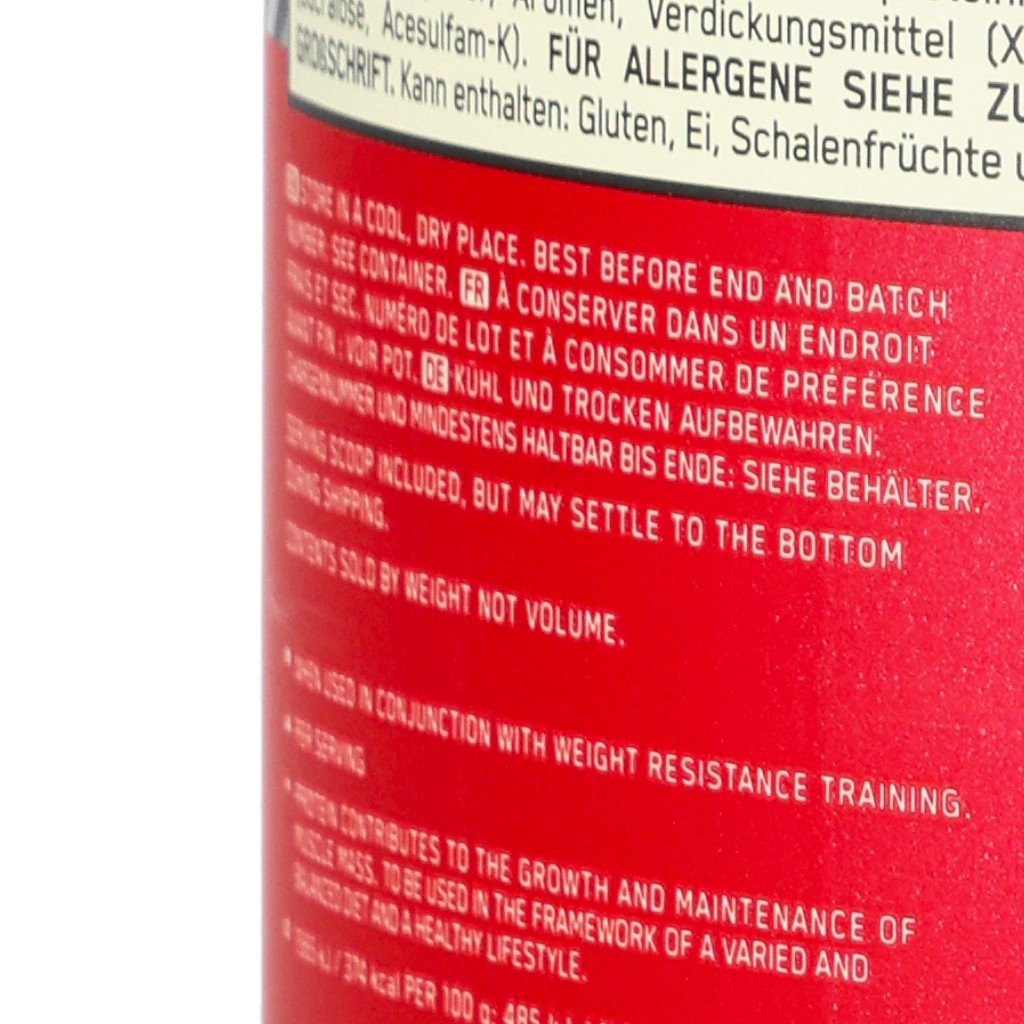 Aromen, Verdickungsmittel (X
Acesulfam-K). FÜR ALLERGENE SIEHE ZU
GROßSCHRIFT. Kann enthalten: Gluten, Ei, Schalenfrüchte u
STORE IN A COOL, DRY PLACE. BEST BEFORE END AND BATCH
NUMBER: SEE CONTAINER. FR À CONSERVER DANS UN ENDROIT
FRAIS ET SEC. NUMÉRO DE LOT ET À CONSOMMER DE PRÉFÉRENCE
AVANT FIN : VOIR POT. DE KÜHL UND TROCKEN AUFBEWAHREN.
CHARGENNUMMER UND MINDESTENS HALTBAR BIS ENDE: SIEHE BEHÄLTER.
SERVING SCOOP INCLUDED, BUT MAY SETTLE TO THE BOTTOM
DURING SHIPPING.
CONTENTS SOLD BY WEIGHT NOT VOLUME.
WHEN USED IN CONJUNCTION WITH WEIGHT RESISTANCE TRAINING.
PER SERVING
PROTEIN CONTRIBUTES TO THE GROWTH AND MAINTENANCE OF
MUSCLE MASS. TO BE USED IN THE FRAMEWORK OF A VARIED AND
BALANCED DIET AND A HEALTHY LIFESTYLE.
/ 374 kcal PER 100 g; 485